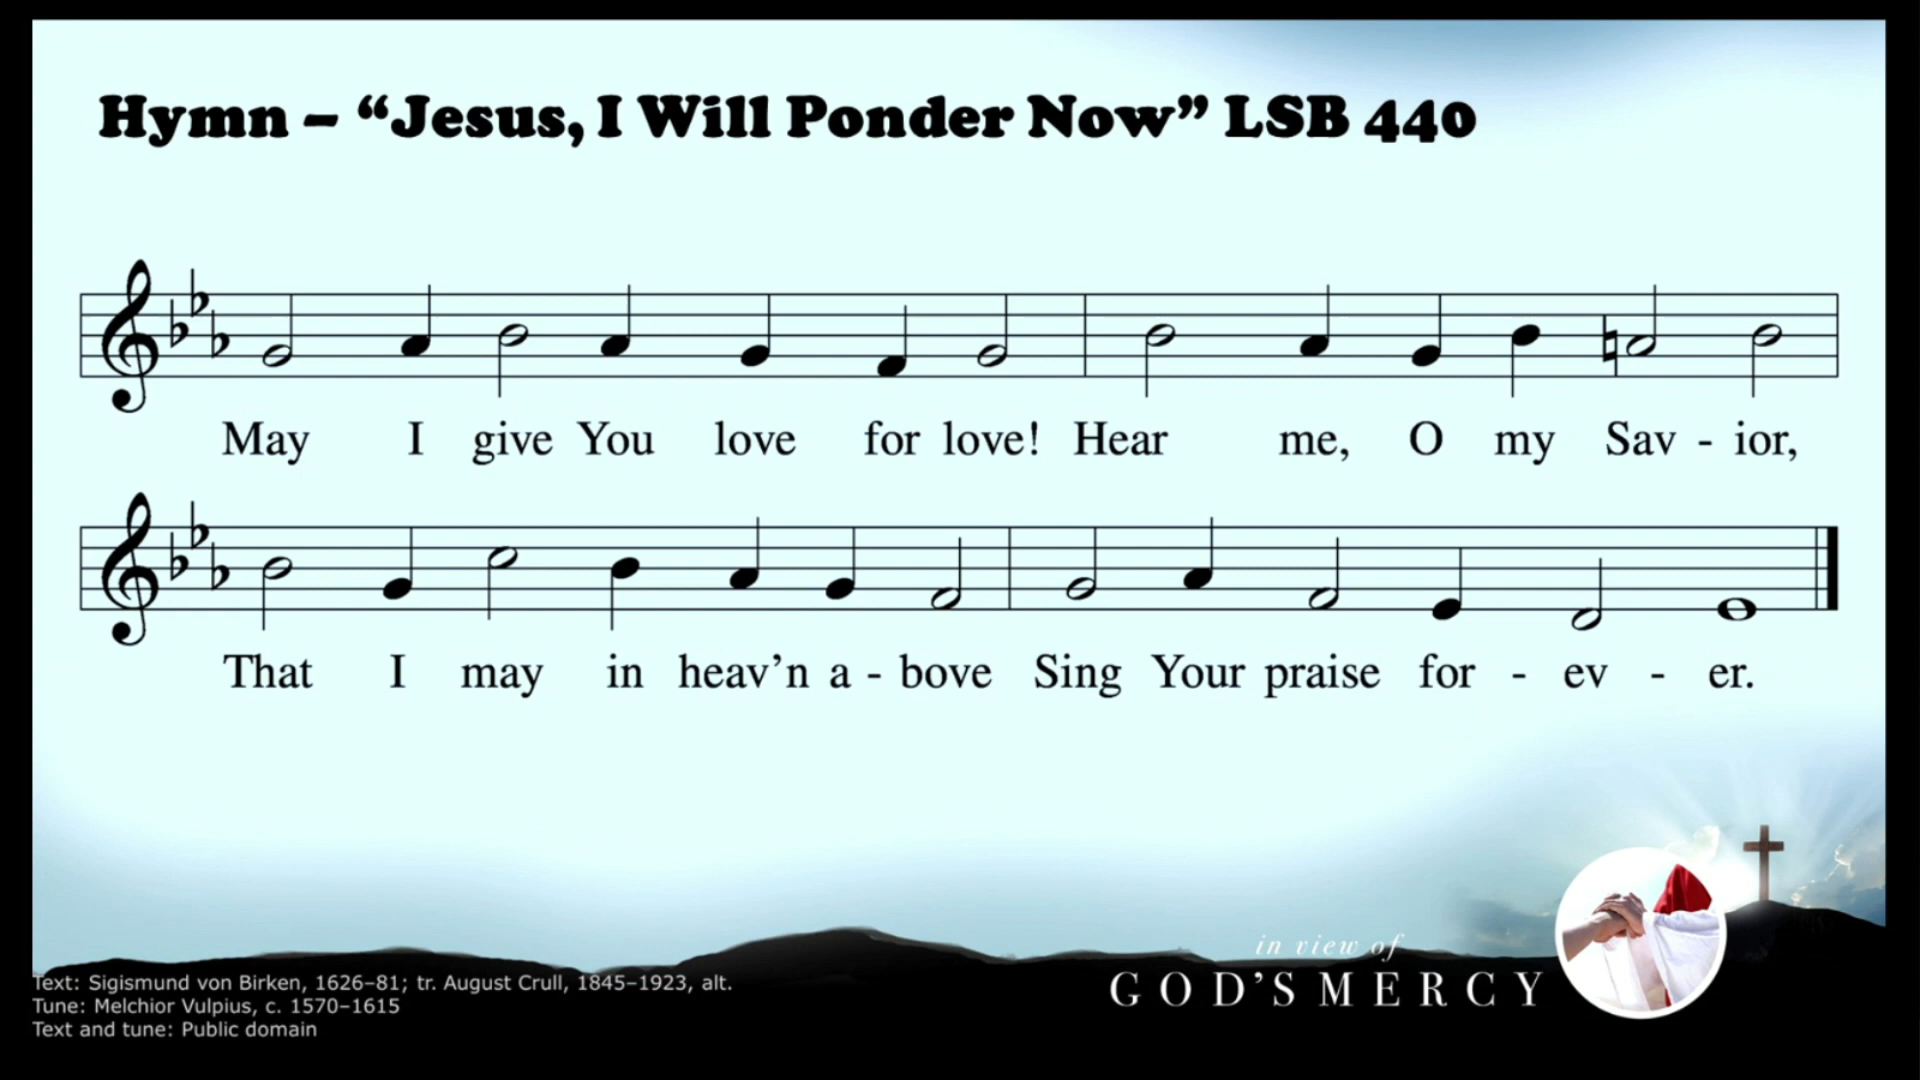 Hymn – “Jesus, I Will Ponder Now” LSB 440
May I give You love for love! Hear me, O my Sav - ior,
That I may in heav’n a - bove Sing Your praise for - ev - er.
in view of
GOD’S MERCY
Text: Sigismund von Birken, 1626–81; tr. August Crull, 1845–1923, alt.
Tune: Melchior Vulpius, c. 1570–1615
Text and tune: Public domain